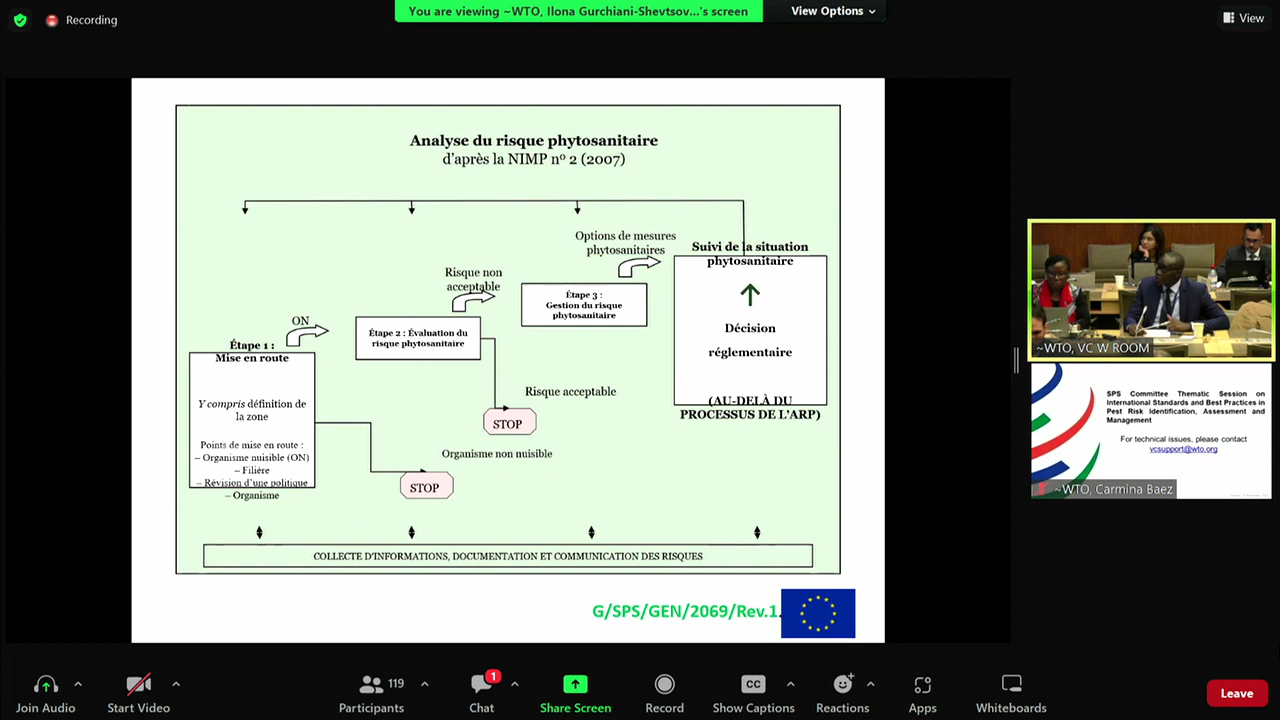 You are viewing ~WTO, Ilona Gurchiani-Shevtsov...'s screen
View Options
Recording
View
Analyse du risque phytosanitaire
d'après la NIMP nº 2 (2007)
Options de mesures
phytosanitaires
Suivi de la situation
phytosanitaire
Risque non
acceptable
Étape 3 :
Gestion du risque
phytosanitaire
ON
Étape 2 : Évaluation du
risque phytosanitaire
Décision
réglementaire
Étape 1 :
Mise en route
Y compris définition de
la zone
Points de mise en route :
– Organisme nuisible (ON)
– Filière
– Révision d'une politique
– Organisme
Risque acceptable
STOP
(AU-DELÀ DU
PROCESSUS DE L'ARP)
Organisme non nuisible
STOP
COLLECTE D'INFORMATIONS, DOCUMENTATION ET COMMUNICATION DES RISQUES
G/SPS/GEN/2069/Rev.1.
~WTO, VC W ROOM
SPS Committee Thematic Session on
International Standards and Best Practices in
Pest Risk Identification, Assessment and
Management
For technical issues, please contact
vcsupport@wto.org
~WTO, Carmina Baez
Join Audio
Start Video
Participants
119
Chat
1
Share Screen
Record
CC
Show Captions
Reactions
Apps
Whiteboards
Leave